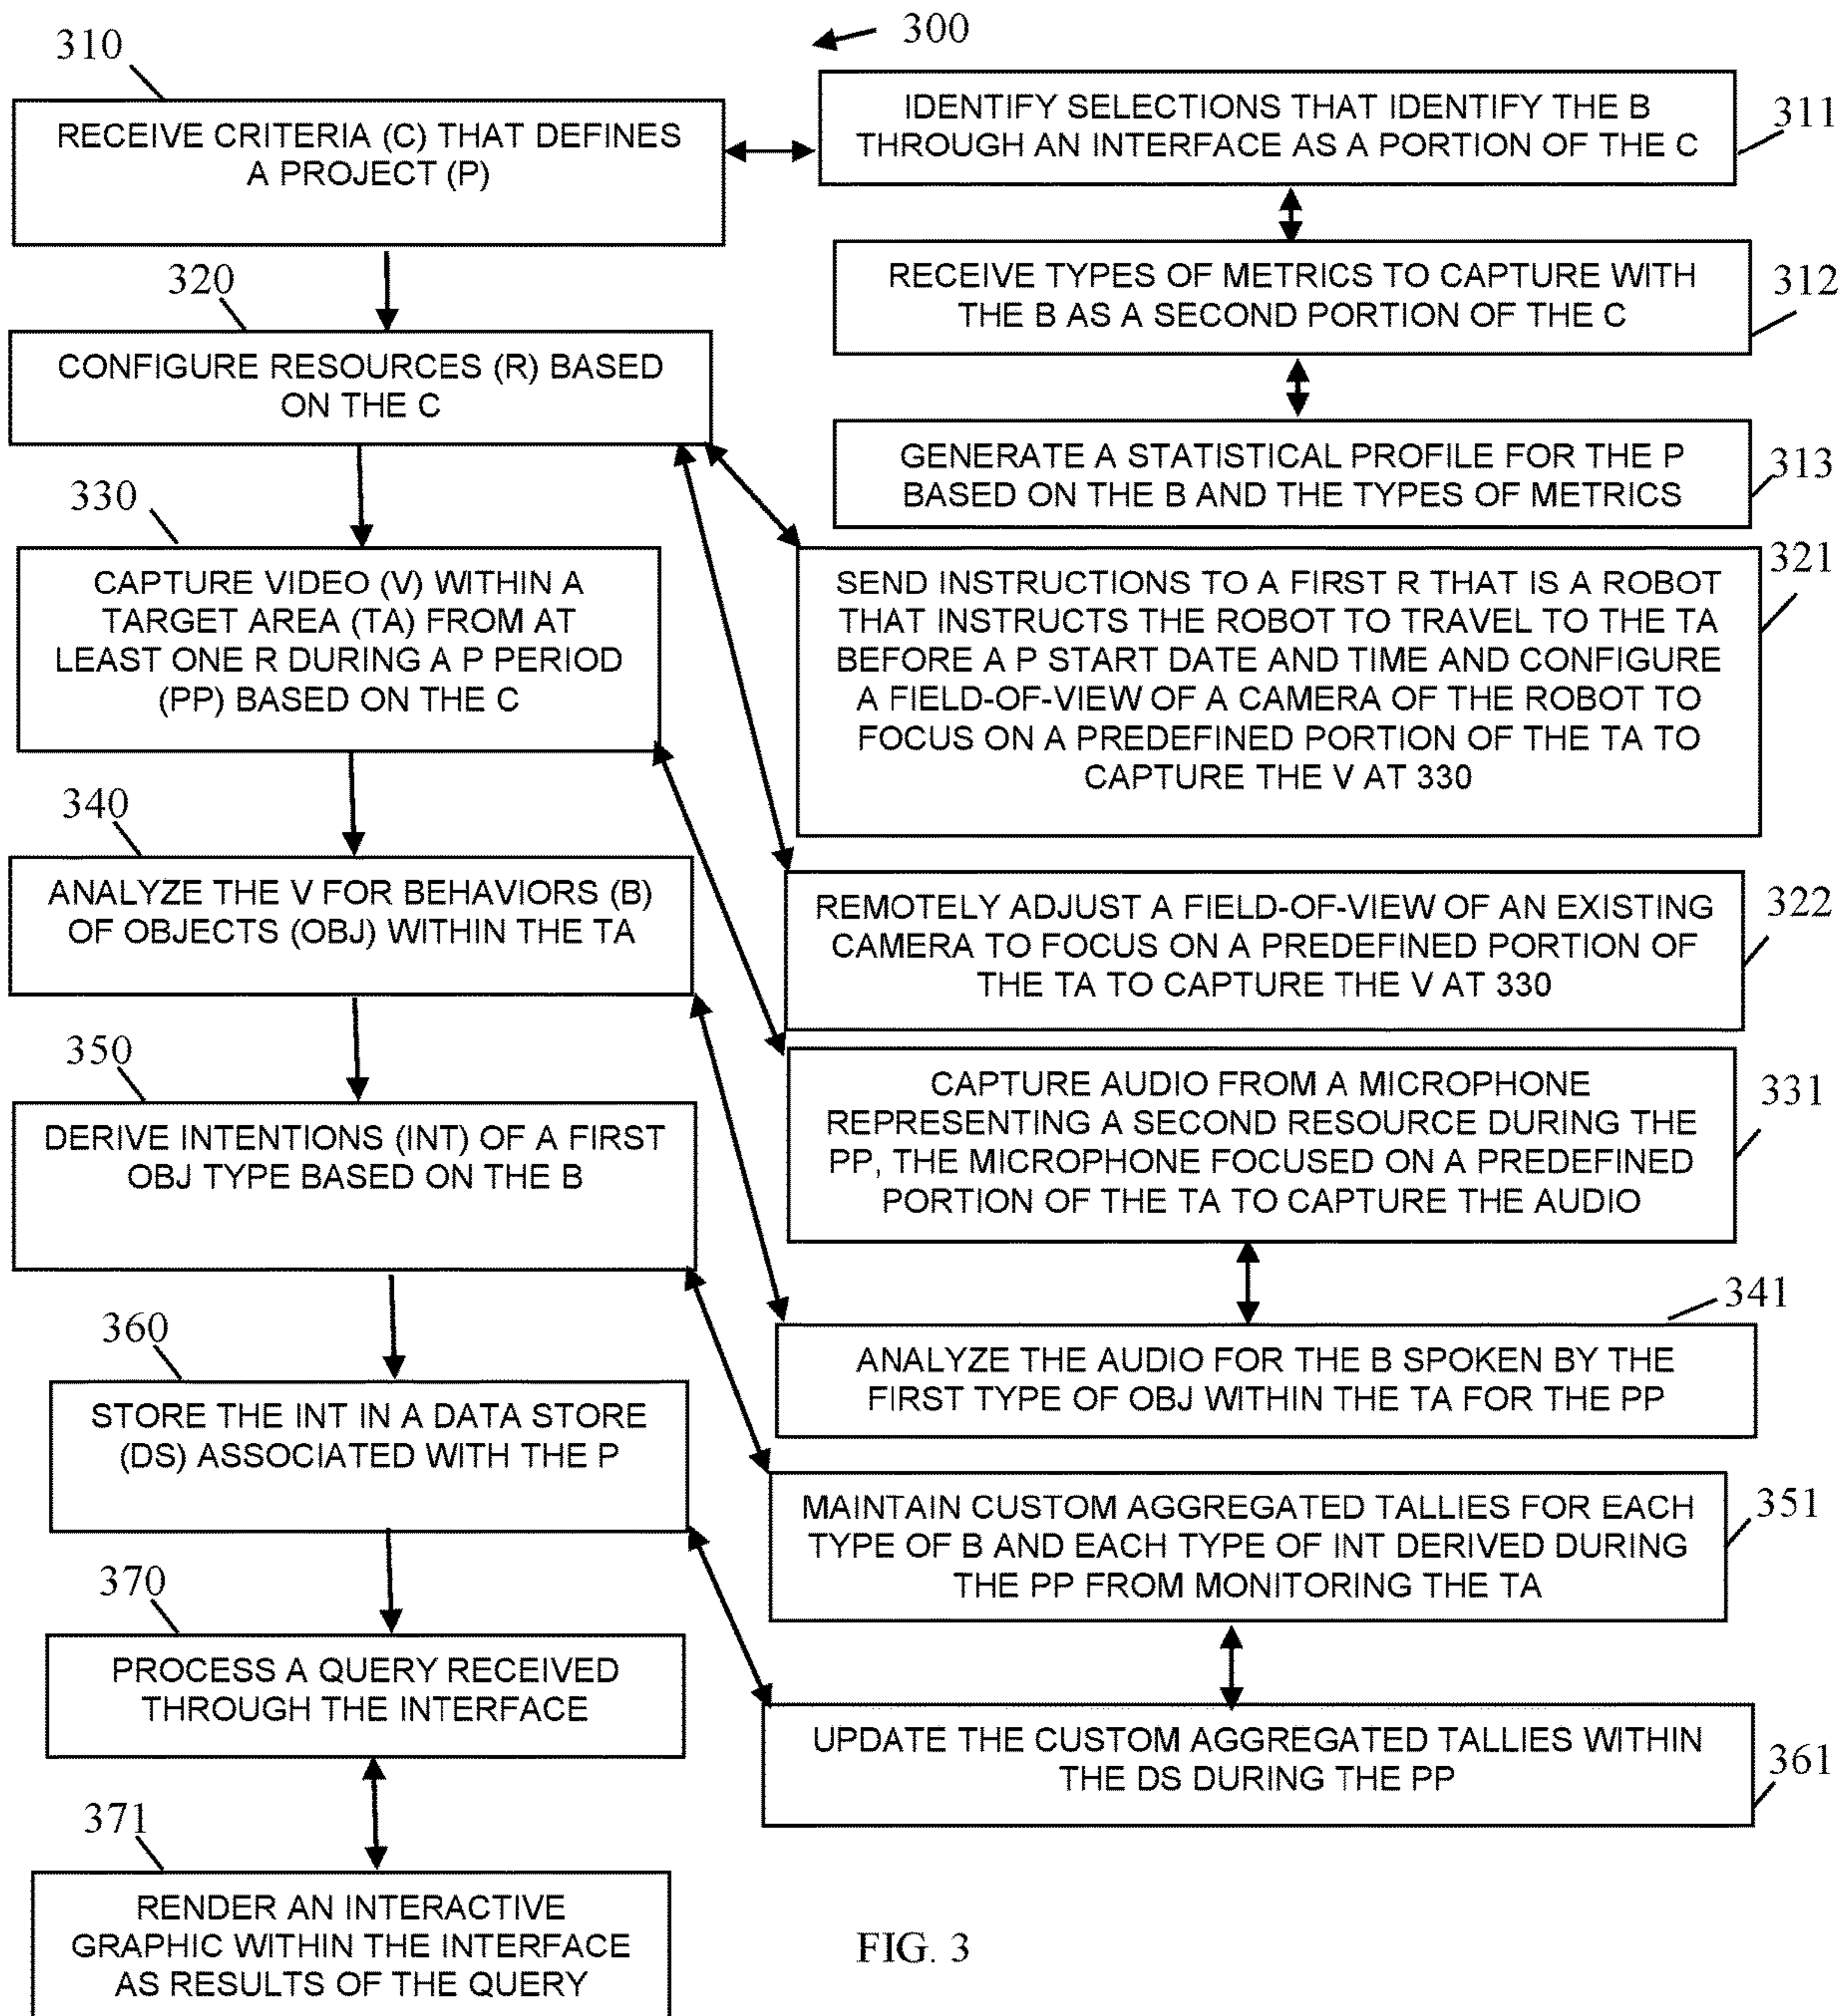 300
310
RECEIVE CRITERIA (C) THAT DEFINES
A PROJECT (P)
IDENTIFY SELECTIONS THAT IDENTIFY THE B
THROUGH AN INTERFACE AS A PORTION OF THE C
311
RECEIVE TYPES OF METRICS TO CAPTURE WITH
THE B AS A SECOND PORTION OF THE C
312
GENERATE A STATISTICAL PROFILE FOR THE P
BASED ON THE B AND THE TYPES OF METRICS
313
320
CONFIGURE RESOURCES (R) BASED
ON THE C
SEND INSTRUCTIONS TO A FIRST R THAT IS A ROBOT
THAT INSTRUCTS THE ROBOT TO TRAVEL TO THE TA
BEFORE A P START DATE AND TIME AND CONFIGURE
A FIELD-OF-VIEW OF A CAMERA OF THE ROBOT TO
FOCUS ON A PREDEFINED PORTION OF THE TA TO
CAPTURE THE V AT 330
321
REMOTELY ADJUST A FIELD-OF-VIEW OF AN EXISTING
CAMERA TO FOCUS ON A PREDEFINED PORTION OF
THE TA TO CAPTURE THE V AT 330
322
330
CAPTURE VIDEO (V) WITHIN A
TARGET AREA (TA) FROM AT
LEAST ONE R DURING A P PERIOD
(PP) BASED ON THE C
CAPTURE AUDIO FROM A MICROPHONE
REPRESENTING A SECOND RESOURCE DURING THE
PP, THE MICROPHONE FOCUSED ON A PREDEFINED
PORTION OF THE TA TO CAPTURE THE AUDIO
331
340
ANALYZE THE V FOR BEHAVIORS (B)
OF OBJECTS (OBJ) WITHIN THE TA
341
ANALYZE THE AUDIO FOR THE B SPOKEN BY THE
FIRST TYPE OF OBJ WITHIN THE TA FOR THE PP
350
DERIVE INTENTIONS (INT) OF A FIRST
OBJ TYPE BASED ON THE B
MAINTAIN CUSTOM AGGREGATED TALLIES FOR EACH
TYPE OF B AND EACH TYPE OF INT DERIVED DURING
THE PP FROM MONITORING THE TA
351
360
STORE THE INT IN A DATA STORE
(DS) ASSOCIATED WITH THE P
UPDATE THE CUSTOM AGGREGATED TALLIES WITHIN
THE DS DURING THE PP
361
370
PROCESS A QUERY RECEIVED
THROUGH THE INTERFACE
371
RENDER AN INTERACTIVE
GRAPHIC WITHIN THE INTERFACE
AS RESULTS OF THE QUERY
FIG. 3